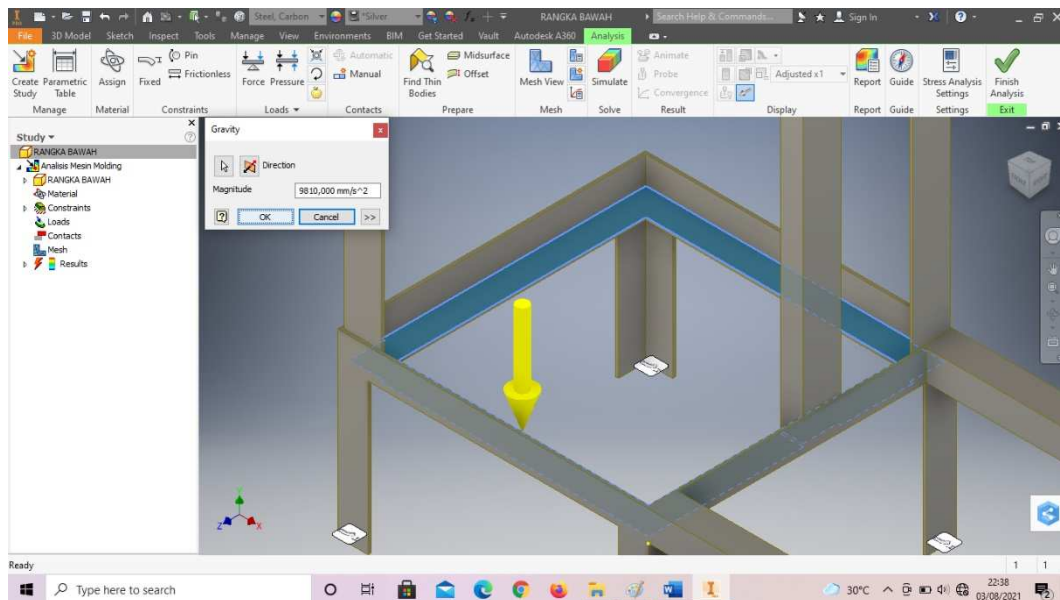 Steel, Carbon *Silver RANGKA BAWAH Search Help & Commands... Sign In
File 3D Model Sketch Inspect Tools Manage View Environments BIM Get Started Vault Autodesk A360 Analysis
Create Study
Parametric Table
Assign
Fixed
Pin
Frictionless
Force
Pressure
Automatic
Manual
Find Thin Bodies
Midsurface
Offset
Mesh View
Simulate
Animate
Probe
Convergence
Adjusted x1
Report
Guide
Stress Analysis Settings
Finish Analysis
Manage Material Constraints Loads Contacts Prepare Mesh Solve Result Display Report Guide Settings Exit
Study
RANGKA BAWAH
Analisis Mesin Molding
RANGKA BAWAH
Material
Constraints
Loads
Contacts
Mesh
Results
Gravity
Direction
Magnitude 9810,000 mm/s^2
OK Cancel >>
Y
Z X
Ready 1 1
Type here to search 30°C 22:38
03/08/2021